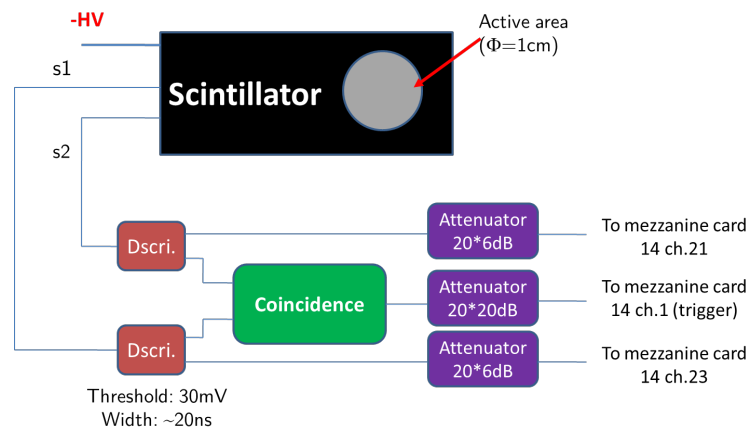 -HV
Active area
(Φ=1cm)
s1
Scintillator
s2
Attenuator
20*6dB
To mezzanine card
14 ch.21
Dscri.
Coincidence
Attenuator
20*20dB
To mezzanine card
14 ch.1 (trigger)
Dscri.
Attenuator
20*6dB
To mezzanine card
14 ch.23
Threshold: 30mV
Width: ~20ns